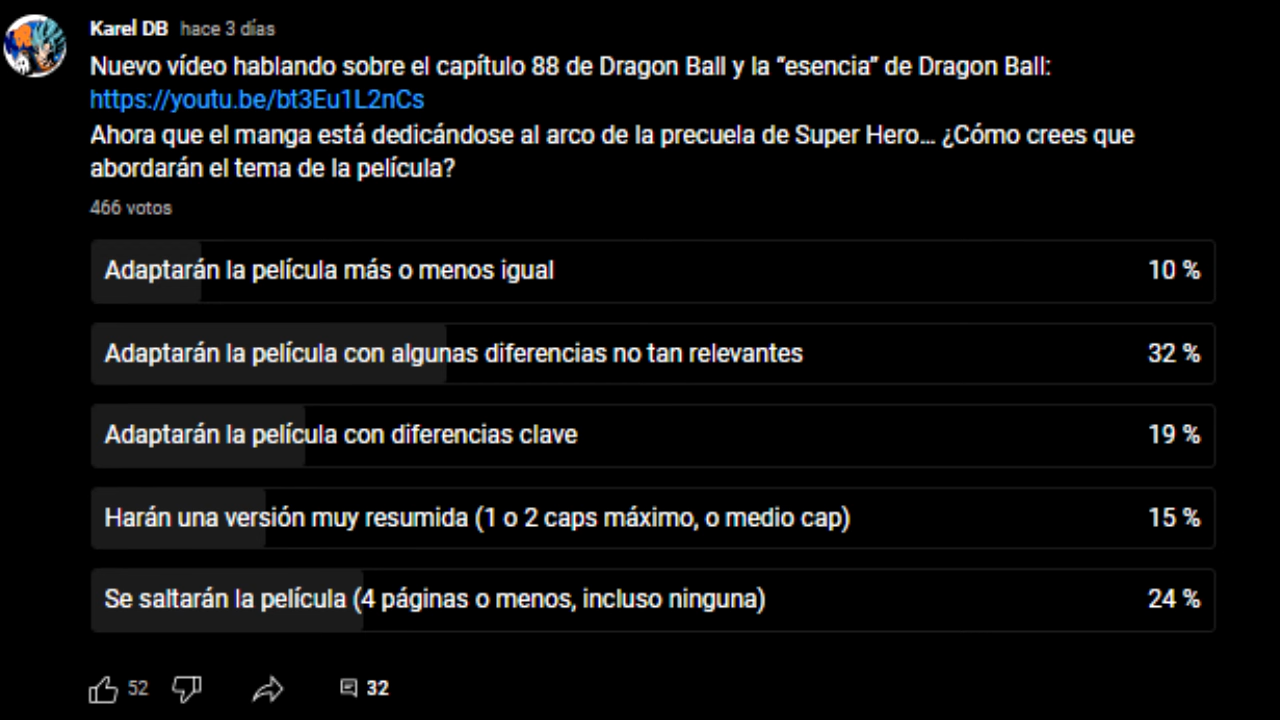 Karel DB hace 3 días
Nuevo vídeo hablando sobre el capítulo 88 de Dragon Ball y la “esencia” de Dragon Ball:
https://youtu.be/bt3Eu1L2nCs
Ahora que el manga está dedicándose al arco de la precuela de Super Hero... ¿Cómo crees que
abordarán el tema de la película?
466 votos
Adaptarán la película más o menos igual 10 %
Adaptarán la película con algunas diferencias no tan relevantes 32 %
Adaptarán la película con diferencias clave 19 %
Harán una versión muy resumida (1 o 2 caps máximo, o medio cap) 15 %
Se saltarán la película (4 páginas o menos, incluso ninguna) 24 %
52 32